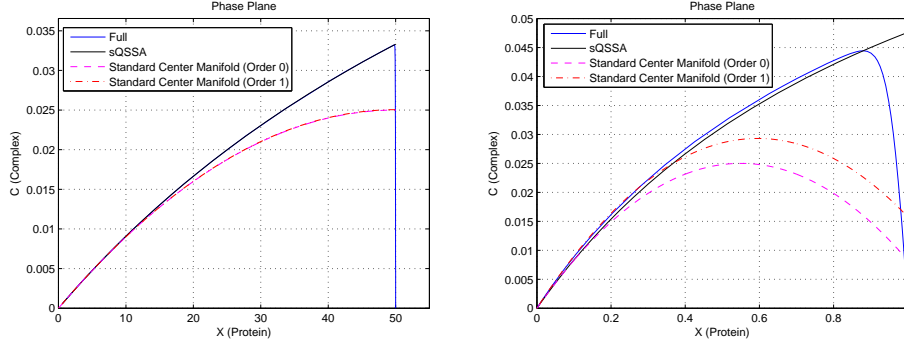 Phase Plane
Full
sQSSA
Standard Center Manifold (Order 0)
Standard Center Manifold (Order 1)
0.035
0.03
0.025
0.02
0.015
0.01
0.005
0
0
10
20
30
40
50
C (Complex)
X (Protein)
Phase Plane
Full
sQSSA
Standard Center Manifold (Order 0)
Standard Center Manifold (Order 1)
0.05
0.045
0.04
0.035
0.03
0.025
0.02
0.015
0.01
0.005
0
0
0.2
0.4
0.6
0.8
C (Complex)
X (Protein)